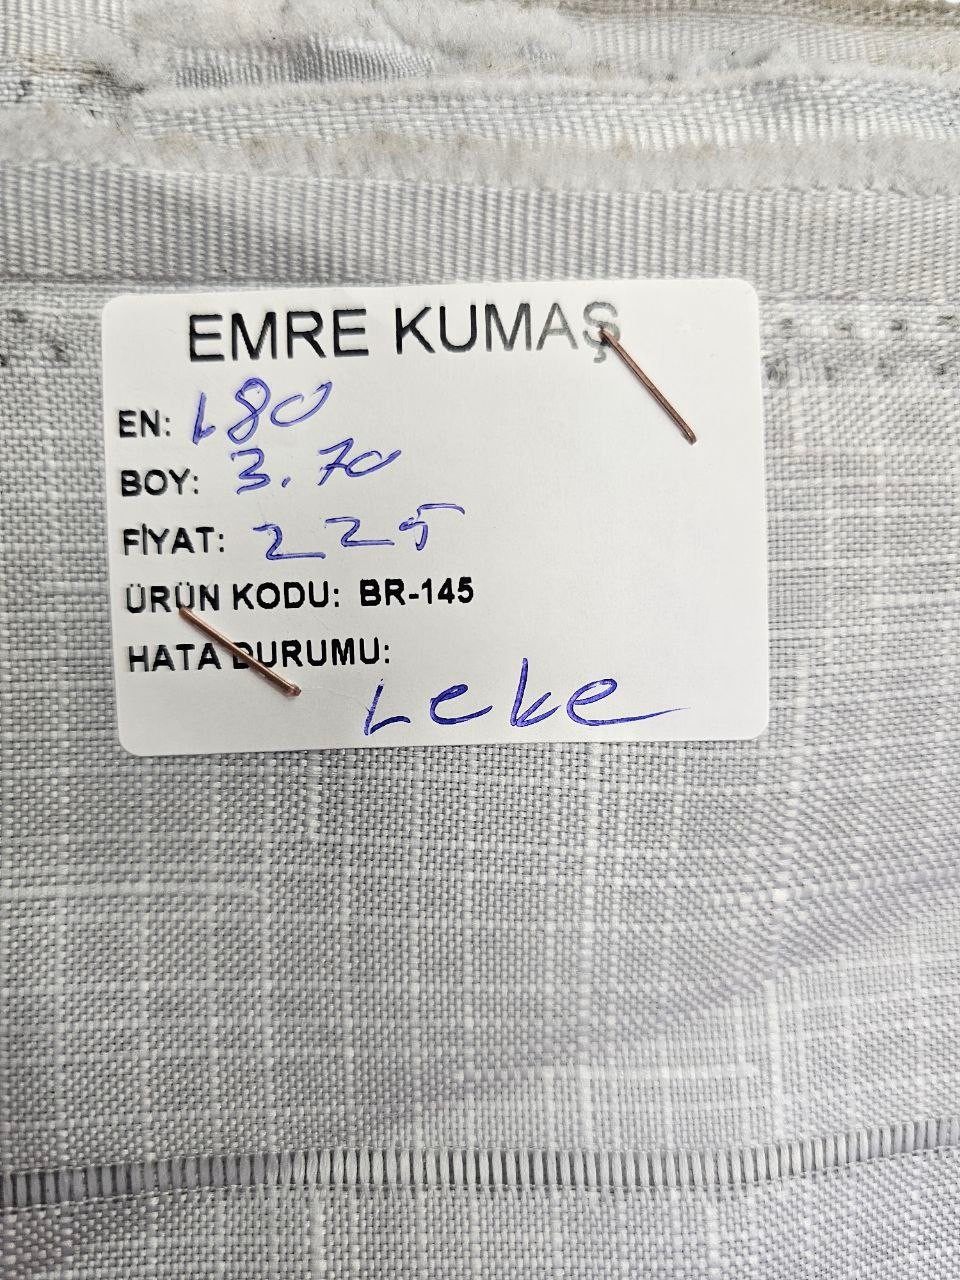 EMRE KUMAŞ
EN: 180
BOY: 3.70
FİYAT: 225
ÜRÜN KODU: BR-145
HATA DURUMU:
Leke